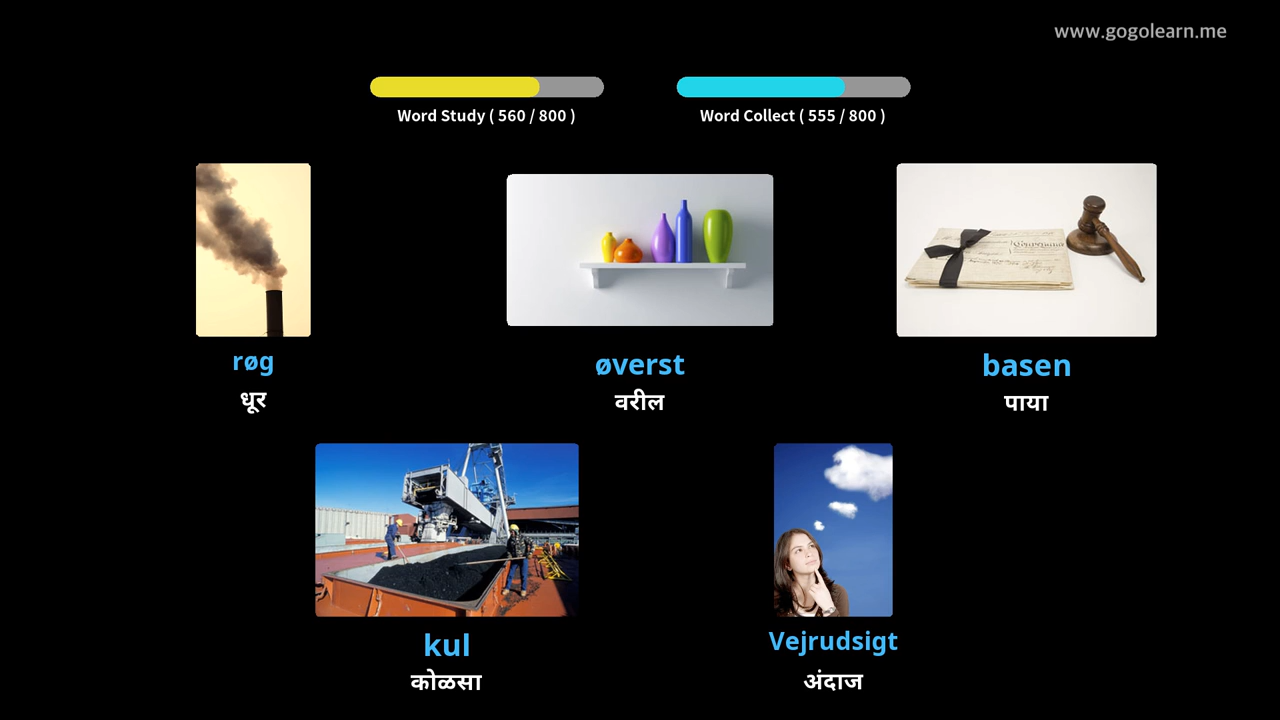 www.gogolearn.me
Word Study ( 560 / 800 )
Word Collect ( 555 / 800 )
røg
धूर
øverst
वरील
basen
पाया
kul
कोळसा
Vejrudsigt
अंदाज